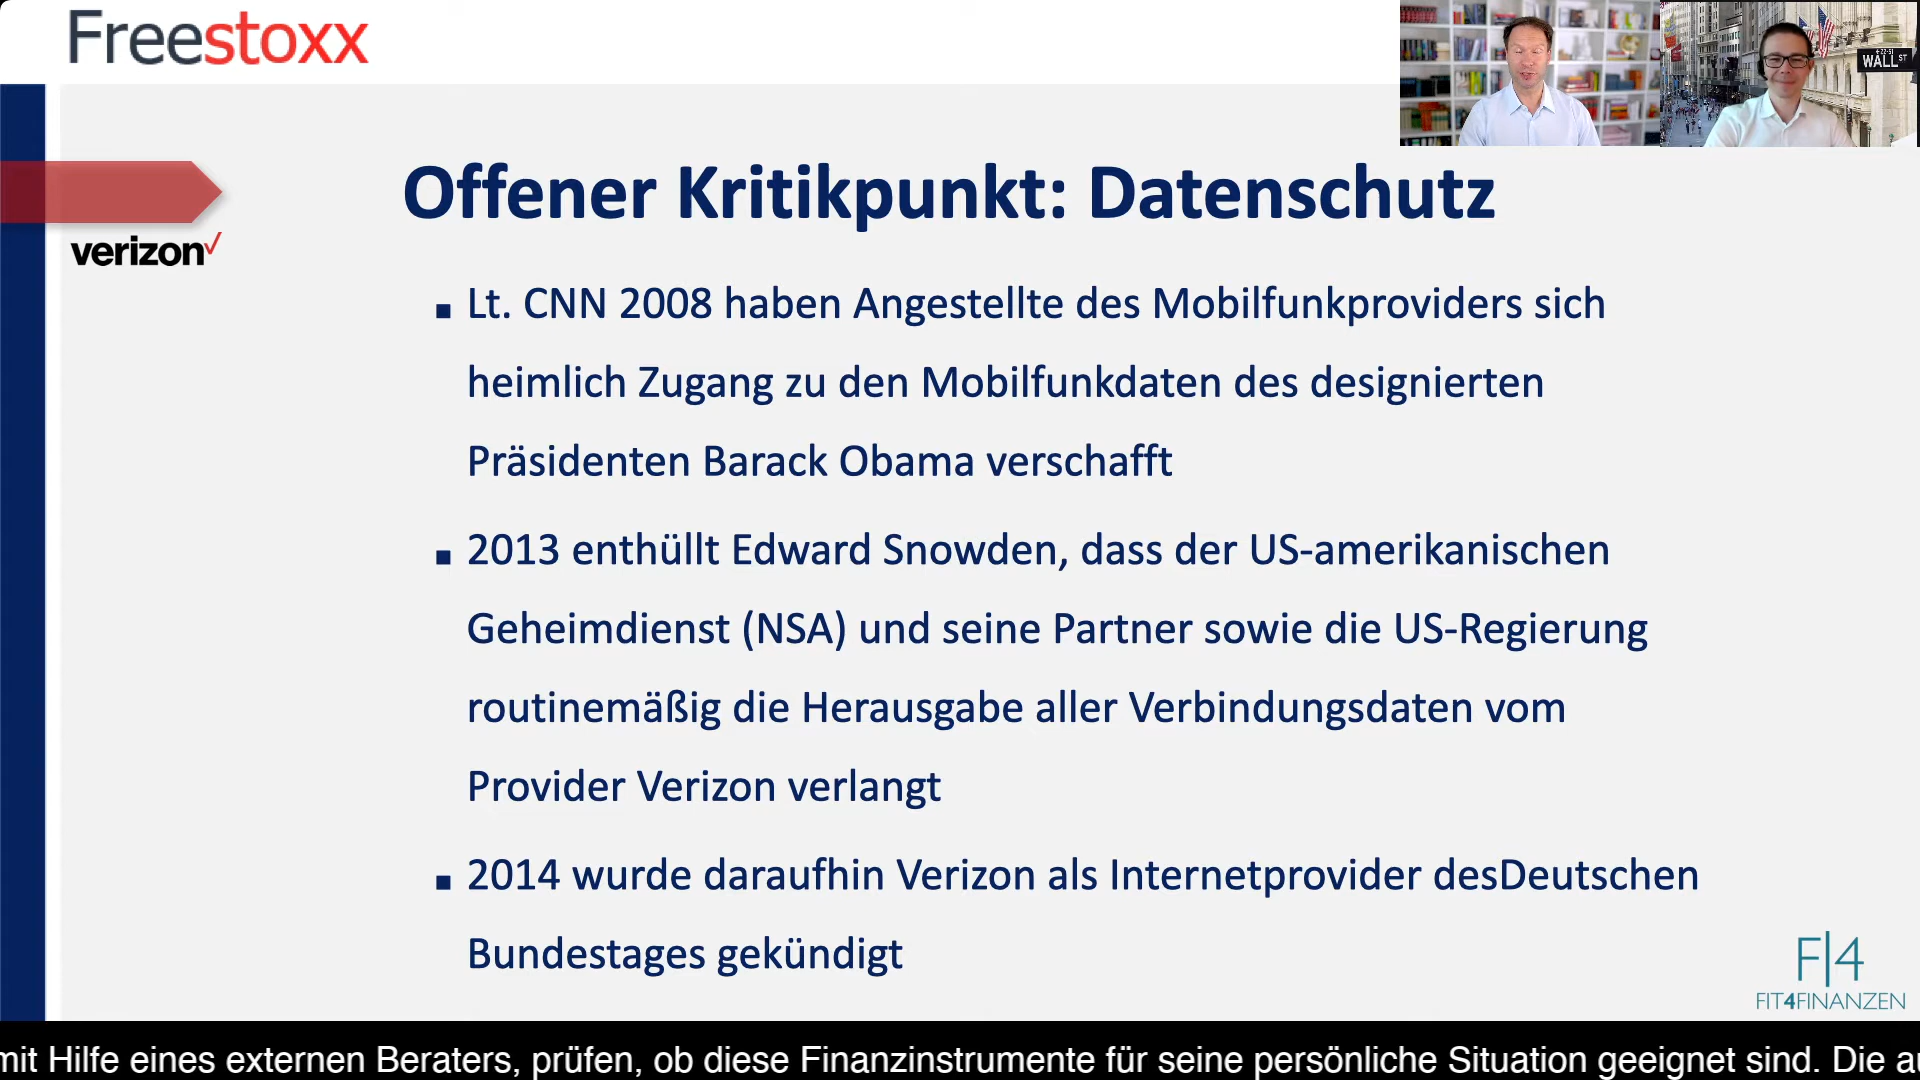 Freestoxx
WALL ST
verizon
Offener Kritikpunkt: Datenschutz
▪ Lt. CNN 2008 haben Angestellte des Mobilfunkproviders sich
heimlich Zugang zu den Mobilfunkdaten des designierten
Präsidenten Barack Obama verschafft
▪ 2013 enthüllt Edward Snowden, dass der US-amerikanischen
Geheimdienst (NSA) und seine Partner sowie die US-Regierung
routinemäßig die Herausgabe aller Verbindungsdaten vom
Provider Verizon verlangt
▪ 2014 wurde daraufhin Verizon als Internetprovider desDeutschen
Bundestages gekündigt
F|4
FIT4FINANZEN
mit Hilfe eines externen Beraters, prüfen, ob diese Finanzinstrumente für seine persönliche Situation geeignet sind. Die